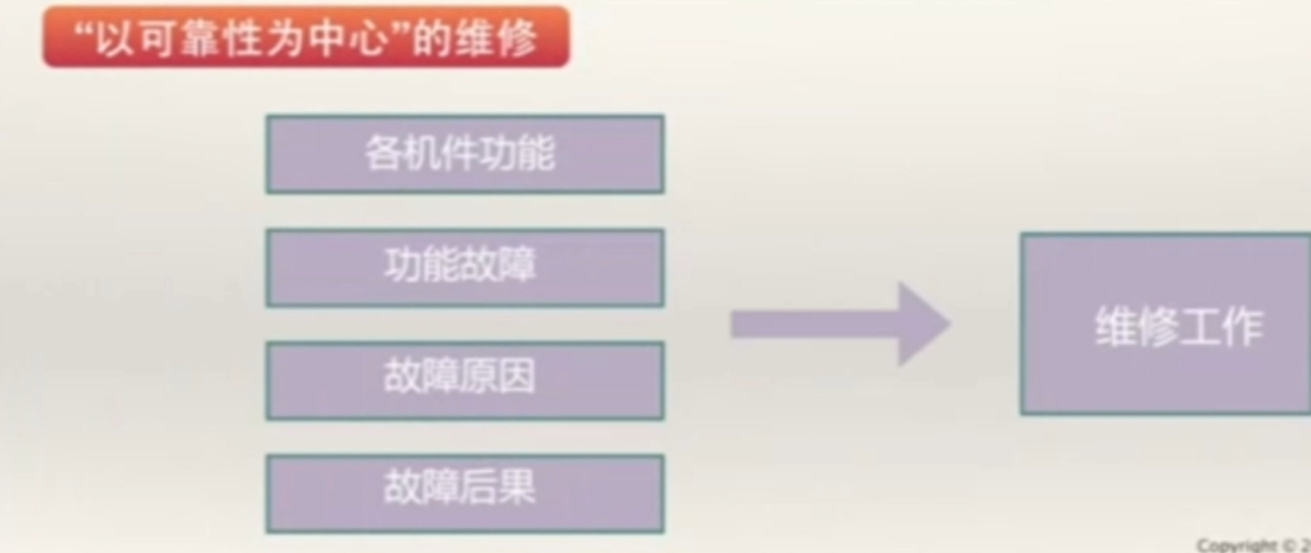 “以可靠性为中心”的维修
各机件功能
功能故障
故障原因
故障后果
维修工作
Copyright © 2